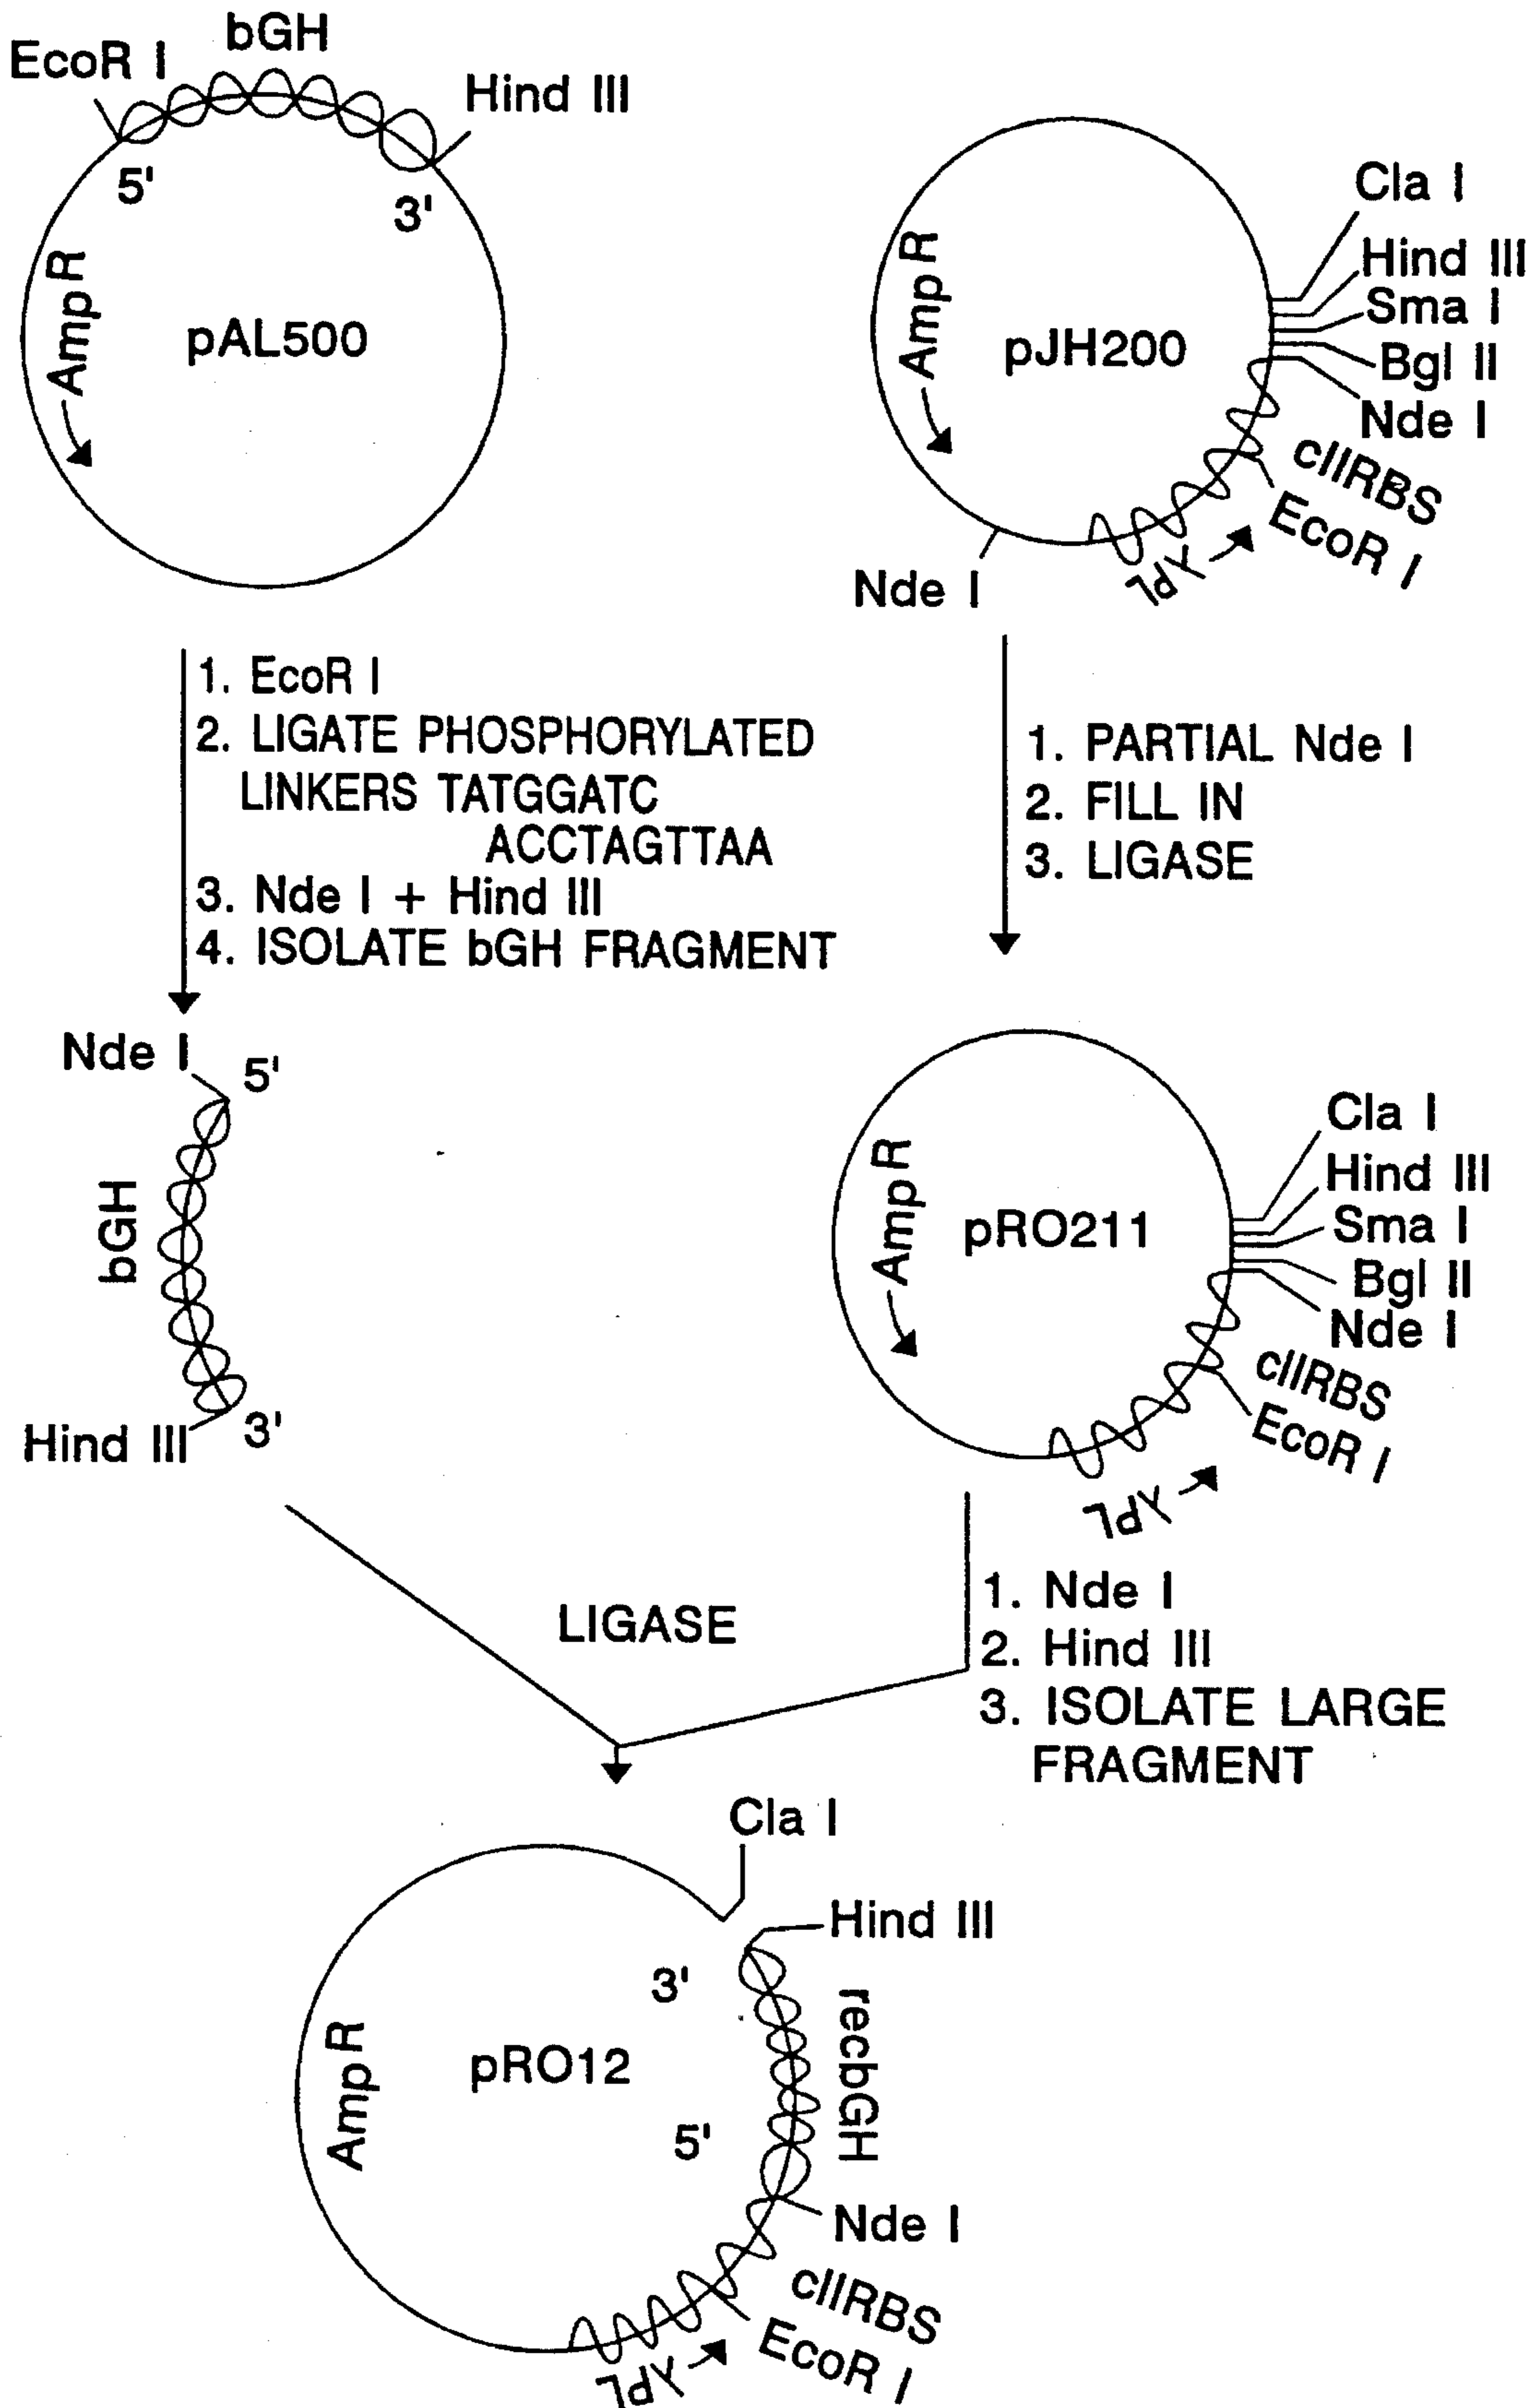 bGH
EcoR I
Hind III
5'
3'
AmpR
pAL500
Cla I
Hind III
Sma I
Bgl II
Nde I
cIIRBS
EcoR I
λPL
Nde I
AmpR
pJH200
1. EcoR I
2. LIGATE PHOSPHORYLATED
LINKERS TATGGATC
ACCTAGTTAA
3. Nde I + Hind III
4. ISOLATE bGH FRAGMENT
1. PARTIAL Nde I
2. FILL IN
3. LIGASE
Nde I
5'
bGH
Hind III
3'
Cla I
Hind III
Sma I
Bgl II
Nde I
cIIRBS
EcoR I
λPL
AmpR
pRO211
LIGASE
1. Nde I
2. Hind III
3. ISOLATE LARGE
FRAGMENT
Cla I
Hind III
3'
recbGH
AmpR
pRO12
5'
Nde I
cIIRBS
EcoR I
λPL